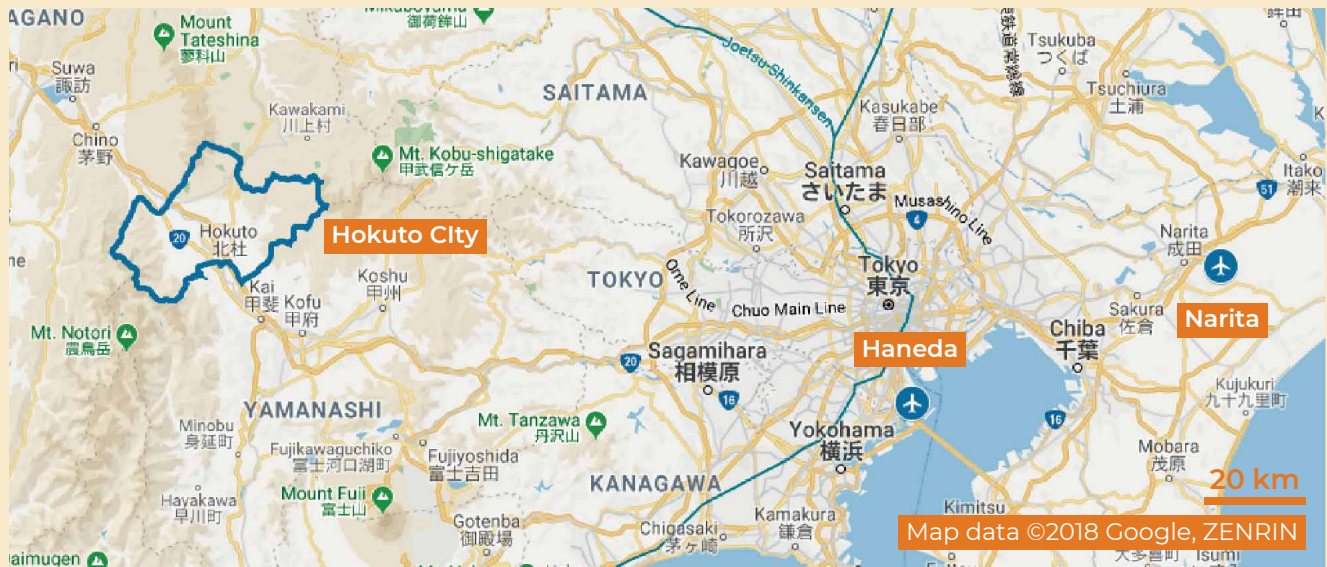 AGANO
Mount
Tateshina
蓼科山
御荷鉾山
Joetsu Shinkansen
Tsukuba
つくば
Suwa
諏訪
SAITAMA
Kasukabe
春日部
Tsuchiura
土浦
Kawakami
川上村
Chino
茅野
Mt. Kobu-shigatake
甲武信ケ岳
Kawagoe
川越
Saitama
さいたま
Itako
潮来
51
Musashino Line
4
Tokorozawa
所沢
20
Hokuto
北杜
Hokuto CIty
Narita
成田
Koshu
甲州
TOKYO
Ome Line
Tokyo
東京
Chuo Main Line
Kai
甲斐
Kofu
甲府
Sakura
佐倉
Narita
Mt. Notori
農鳥岳
Haneda
Chiba
千葉
20
Sagamihara
相模原
16
Kujukuri
九十九里町
YAMANASHI
Minobu
身延町
Mt. Tanzawa
丹沢山
Yokohama
横浜
16
Fujikawaguchiko
富士河口湖町
Fujiyoshida
富士吉田
Mobara
茂原
KANAGAWA
20 km
Hayakawa
早川町
Mount Fuji
富士山
Kimitsu
Gotenba
御殿場
Chigasaki
茅ヶ崎
Kamakura
鎌倉
Map data ©2018 Google, ZENRIN